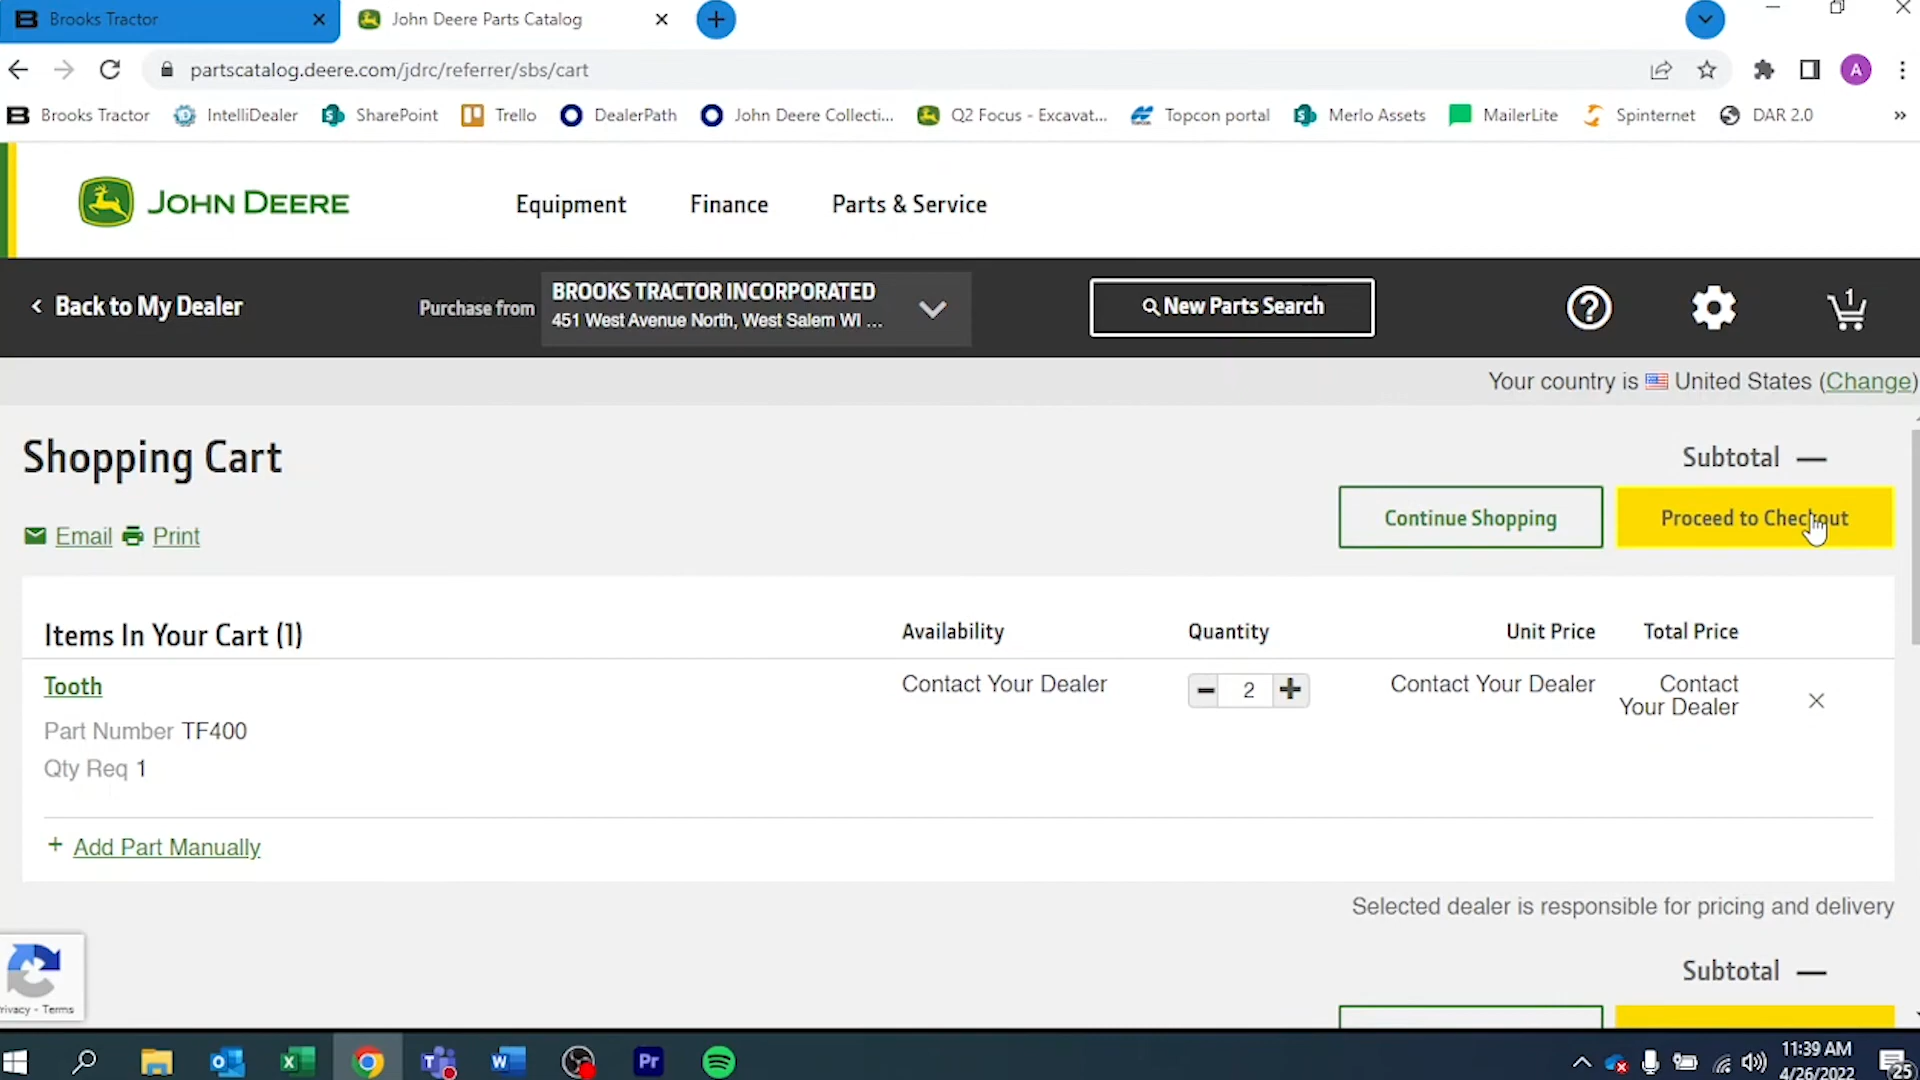 Brooks Tractor
John Deere Parts Catalog
partscatalog.deere.com/jdrc/referrer/sbs/cart
A
Brooks Tractor IntelliDealer SharePoint Trello DealerPath John Deere Collecti... Q2 Focus - Excavat... Topcon portal Merlo Assets MailerLite Spinternet DAR 2.0 »
JOHN DEERE
Equipment Finance Parts & Service
< Back to My Dealer
Purchase from
BROOKS TRACTOR INCORPORATED
451 West Avenue North, West Salem WI ...
New Parts Search
1
Your country is United States (Change)
Shopping Cart
Subtotal —
Email Print
Continue Shopping
Proceed to Checkout
Items In Your Cart (1)
Availability Quantity Unit Price Total Price
Tooth
Contact Your Dealer
2
Contact Your Dealer
Contact
Your Dealer
Part Number TF400
Qty Req 1
+ Add Part Manually
Selected dealer is responsible for pricing and delivery
Subtotal —
Privacy - Terms
Pr
11:39 AM
4/26/2022
25